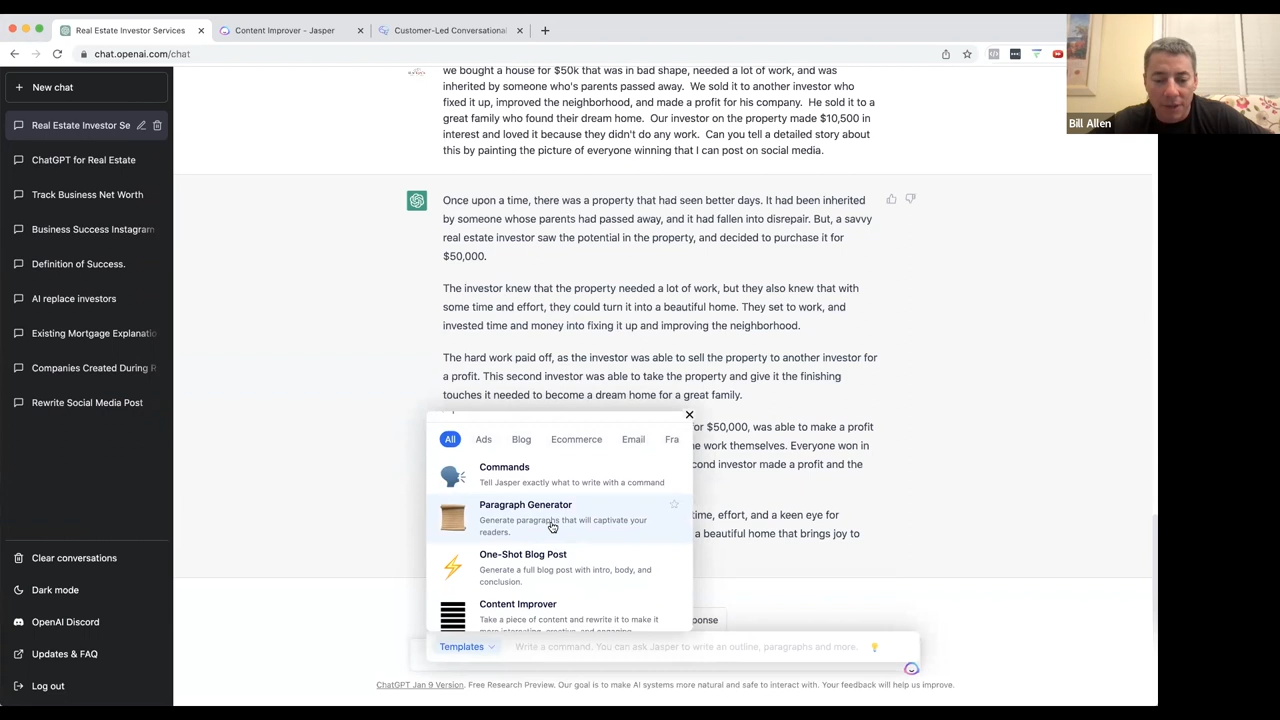 Real Estate Investor Services
Content Improver - Jasper
Customer-Led Conversational
chat.openai.com/chat
Bill Allen
New chat
Real Estate Investor Se
ChatGPT for Real Estate
Track Business Net Worth
Business Success Instagram
Definition of Success.
AI replace investors
Existing Mortgage Explanatio
Companies Created During R
Rewrite Social Media Post
Clear conversations
Dark mode
OpenAI Discord
Updates & FAQ
Log out
we bought a house for $50k that was in bad shape, needed a lot of work, and was
inherited by someone who's parents passed away. We sold it to another investor who
fixed it up, improved the neighborhood, and made a profit for his company. He sold it to a
great family who found their dream home. Our investor on the property made $10,500 in
interest and loved it because they didn't do any work. Can you tell a detailed story about
this by painting the picture of everyone winning that I can post on social media.
Once upon a time, there was a property that had seen better days. It had been inherited
by someone whose parents had passed away, and it had fallen into disrepair. But, a savvy
real estate investor saw the potential in the property, and decided to purchase it for
$50,000.
The investor knew that the property needed a lot of work, but they also knew that with
some time and effort, they could turn it into a beautiful home. They set to work, and
invested time and money into fixing it up and improving the neighborhood.
The hard work paid off, as the investor was able to sell the property to another investor for
a profit. This second investor was able to take the property and give it the finishing
touches it needed to become a dream home for a great family.
for $50,000, was able to make a profit
work themselves. Everyone won in
cond investor made a profit and the
time, effort, and a keen eye for
a beautiful home that brings joy to
All
Ads
Blog
Ecommerce
Email
Fra
Commands
Tell Jasper exactly what to write with a command
Paragraph Generator
Generate paragraphs that will captivate your
readers.
One-Shot Blog Post
Generate a full blog post with intro, body, and
conclusion.
Content Improver
Take a piece of content and rewrite it to make it
more interesting, creative, and engaging.
ponse
Templates
Write a command. You can ask Jasper to write an outline, paragraphs and more.
ChatGPT Jan 9 Version. Free Research Preview. Our goal is to make AI systems more natural and safe to interact with. Your feedback will help us improve.